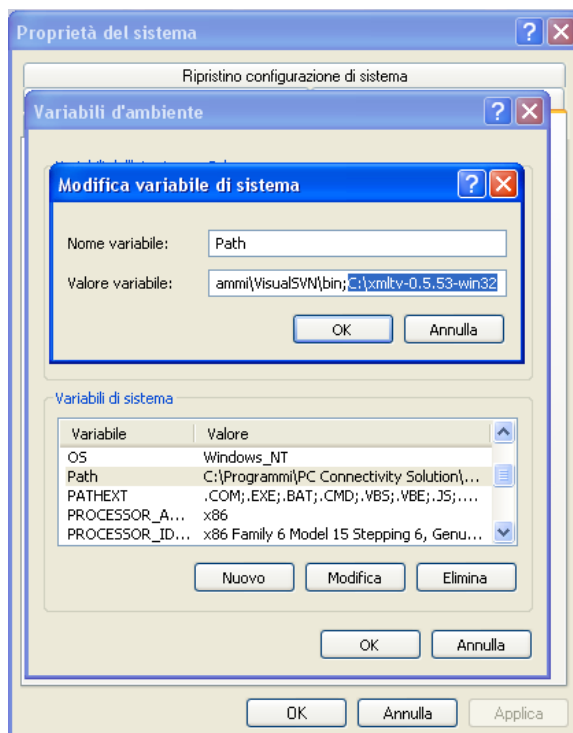 Proprietà del sistema
Ripristino configurazione di sistema
Variabili d'ambiente
Modifica variabile di sistema
Nome variabile: Path
Valore variabile: ammi\VisualSVN\bin;C:\xmltv-0.5.53-win32
OK Annulla
Variabili di sistema
Variabile Valore
OS Windows_NT
Path C:\Programmi\PC Connectivity Solution\...
PATHEXT .COM;.EXE;.BAT;.CMD;.VBS;.VBE;.JS;....
PROCESSOR_A... x86
PROCESSOR_ID... x86 Family 6 Model 15 Stepping 6, Genu...
Nuovo Modifica Elimina
OK Annulla
OK Annulla Applica